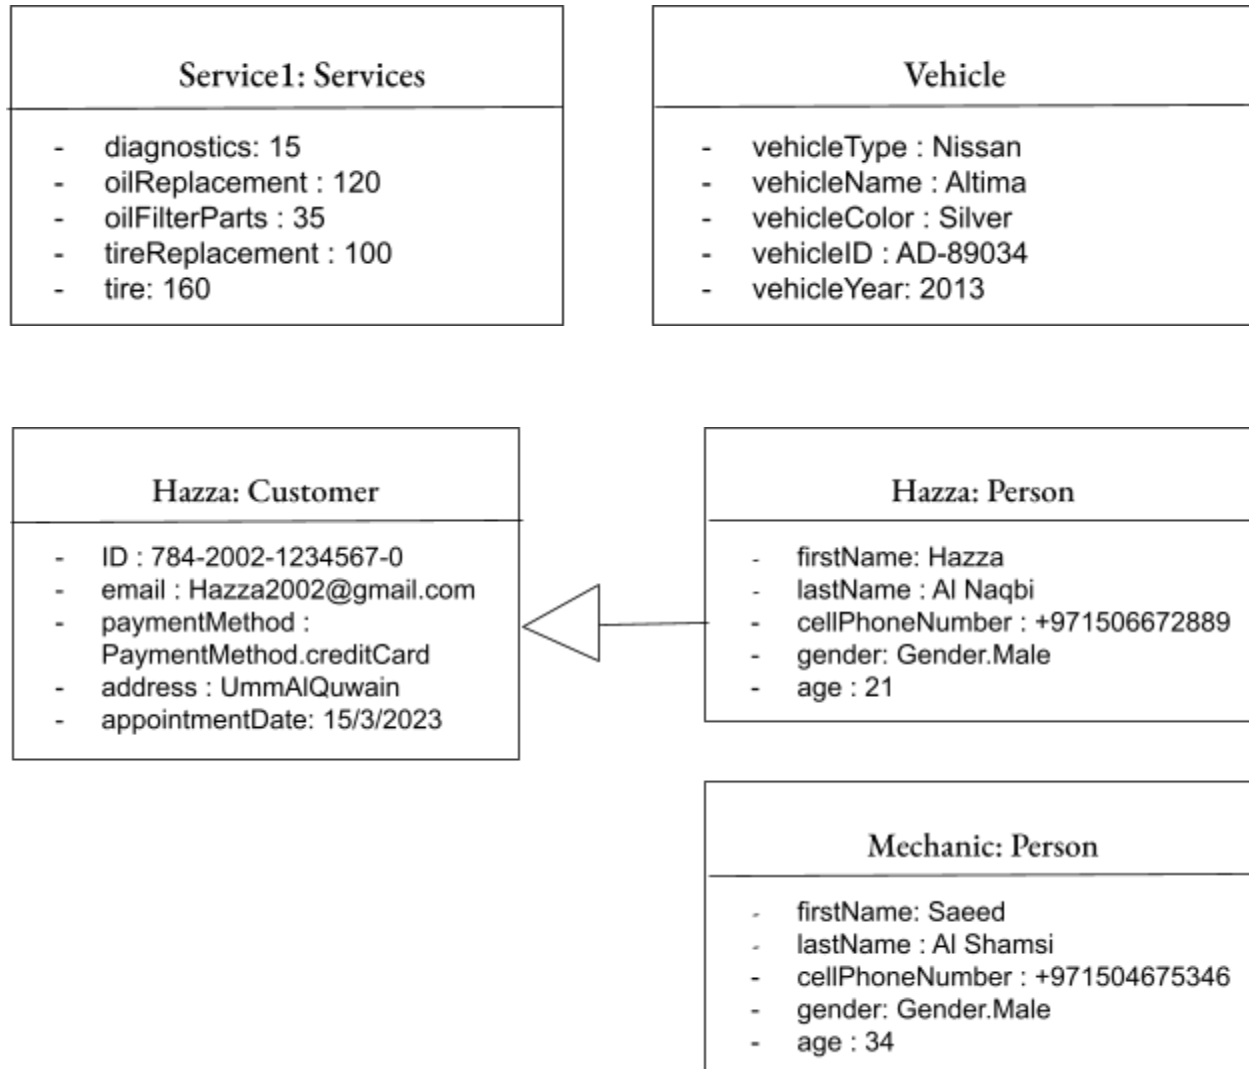 Service1: Services
- diagnostics: 15
- oilReplacement : 120
- oilFilterParts : 35
- tireReplacement : 100
- tire: 160
Vehicle
- vehicleType : Nissan
- vehicleName : Altima
- vehicleColor : Silver
- vehicleID : AD-89034
- vehicleYear: 2013
Hazza: Customer
- ID : 784-2002-1234567-0
- email : Hazza2002@gmail.com
- paymentMethod :
PaymentMethod.creditCard
- address : UmmAlQuwain
- appointmentDate: 15/3/2023
Hazza: Person
- firstName: Hazza
- lastName : Al Naqbi
- cellPhoneNumber : +971506672889
- gender: Gender.Male
- age : 21
Mechanic: Person
- firstName: Saeed
- lastName : Al Shamsi
- cellPhoneNumber : +971504675346
- gender: Gender.Male
- age : 34